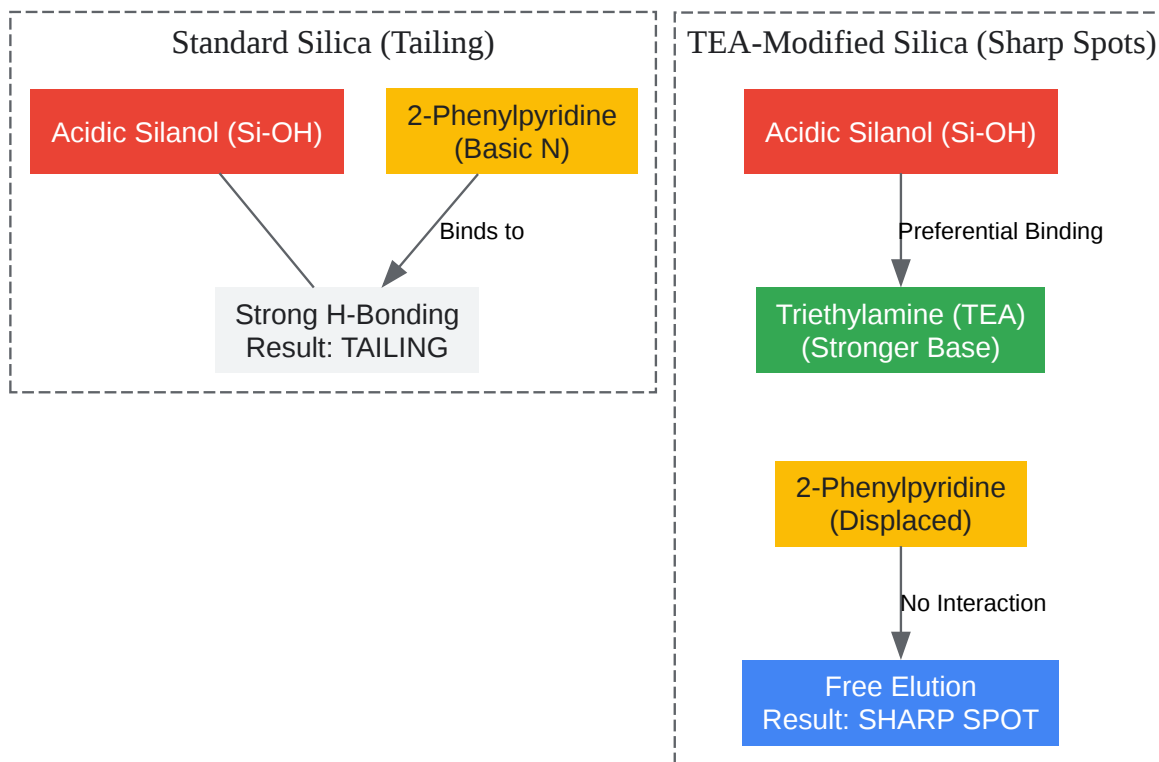 Standard Silica (Tailing)
Acidic Silanol (Si-OH)
2-Phenylpyridine
(Basic N)
Binds to
Strong H-Bonding
Result: TAILING
TEA-Modified Silica (Sharp Spots)
Acidic Silanol (Si-OH)
Preferential Binding
Triethylamine (TEA)
(Stronger Base)
2-Phenylpyridine
(Displaced)
No Interaction
Free Elution
Result: SHARP SPOT